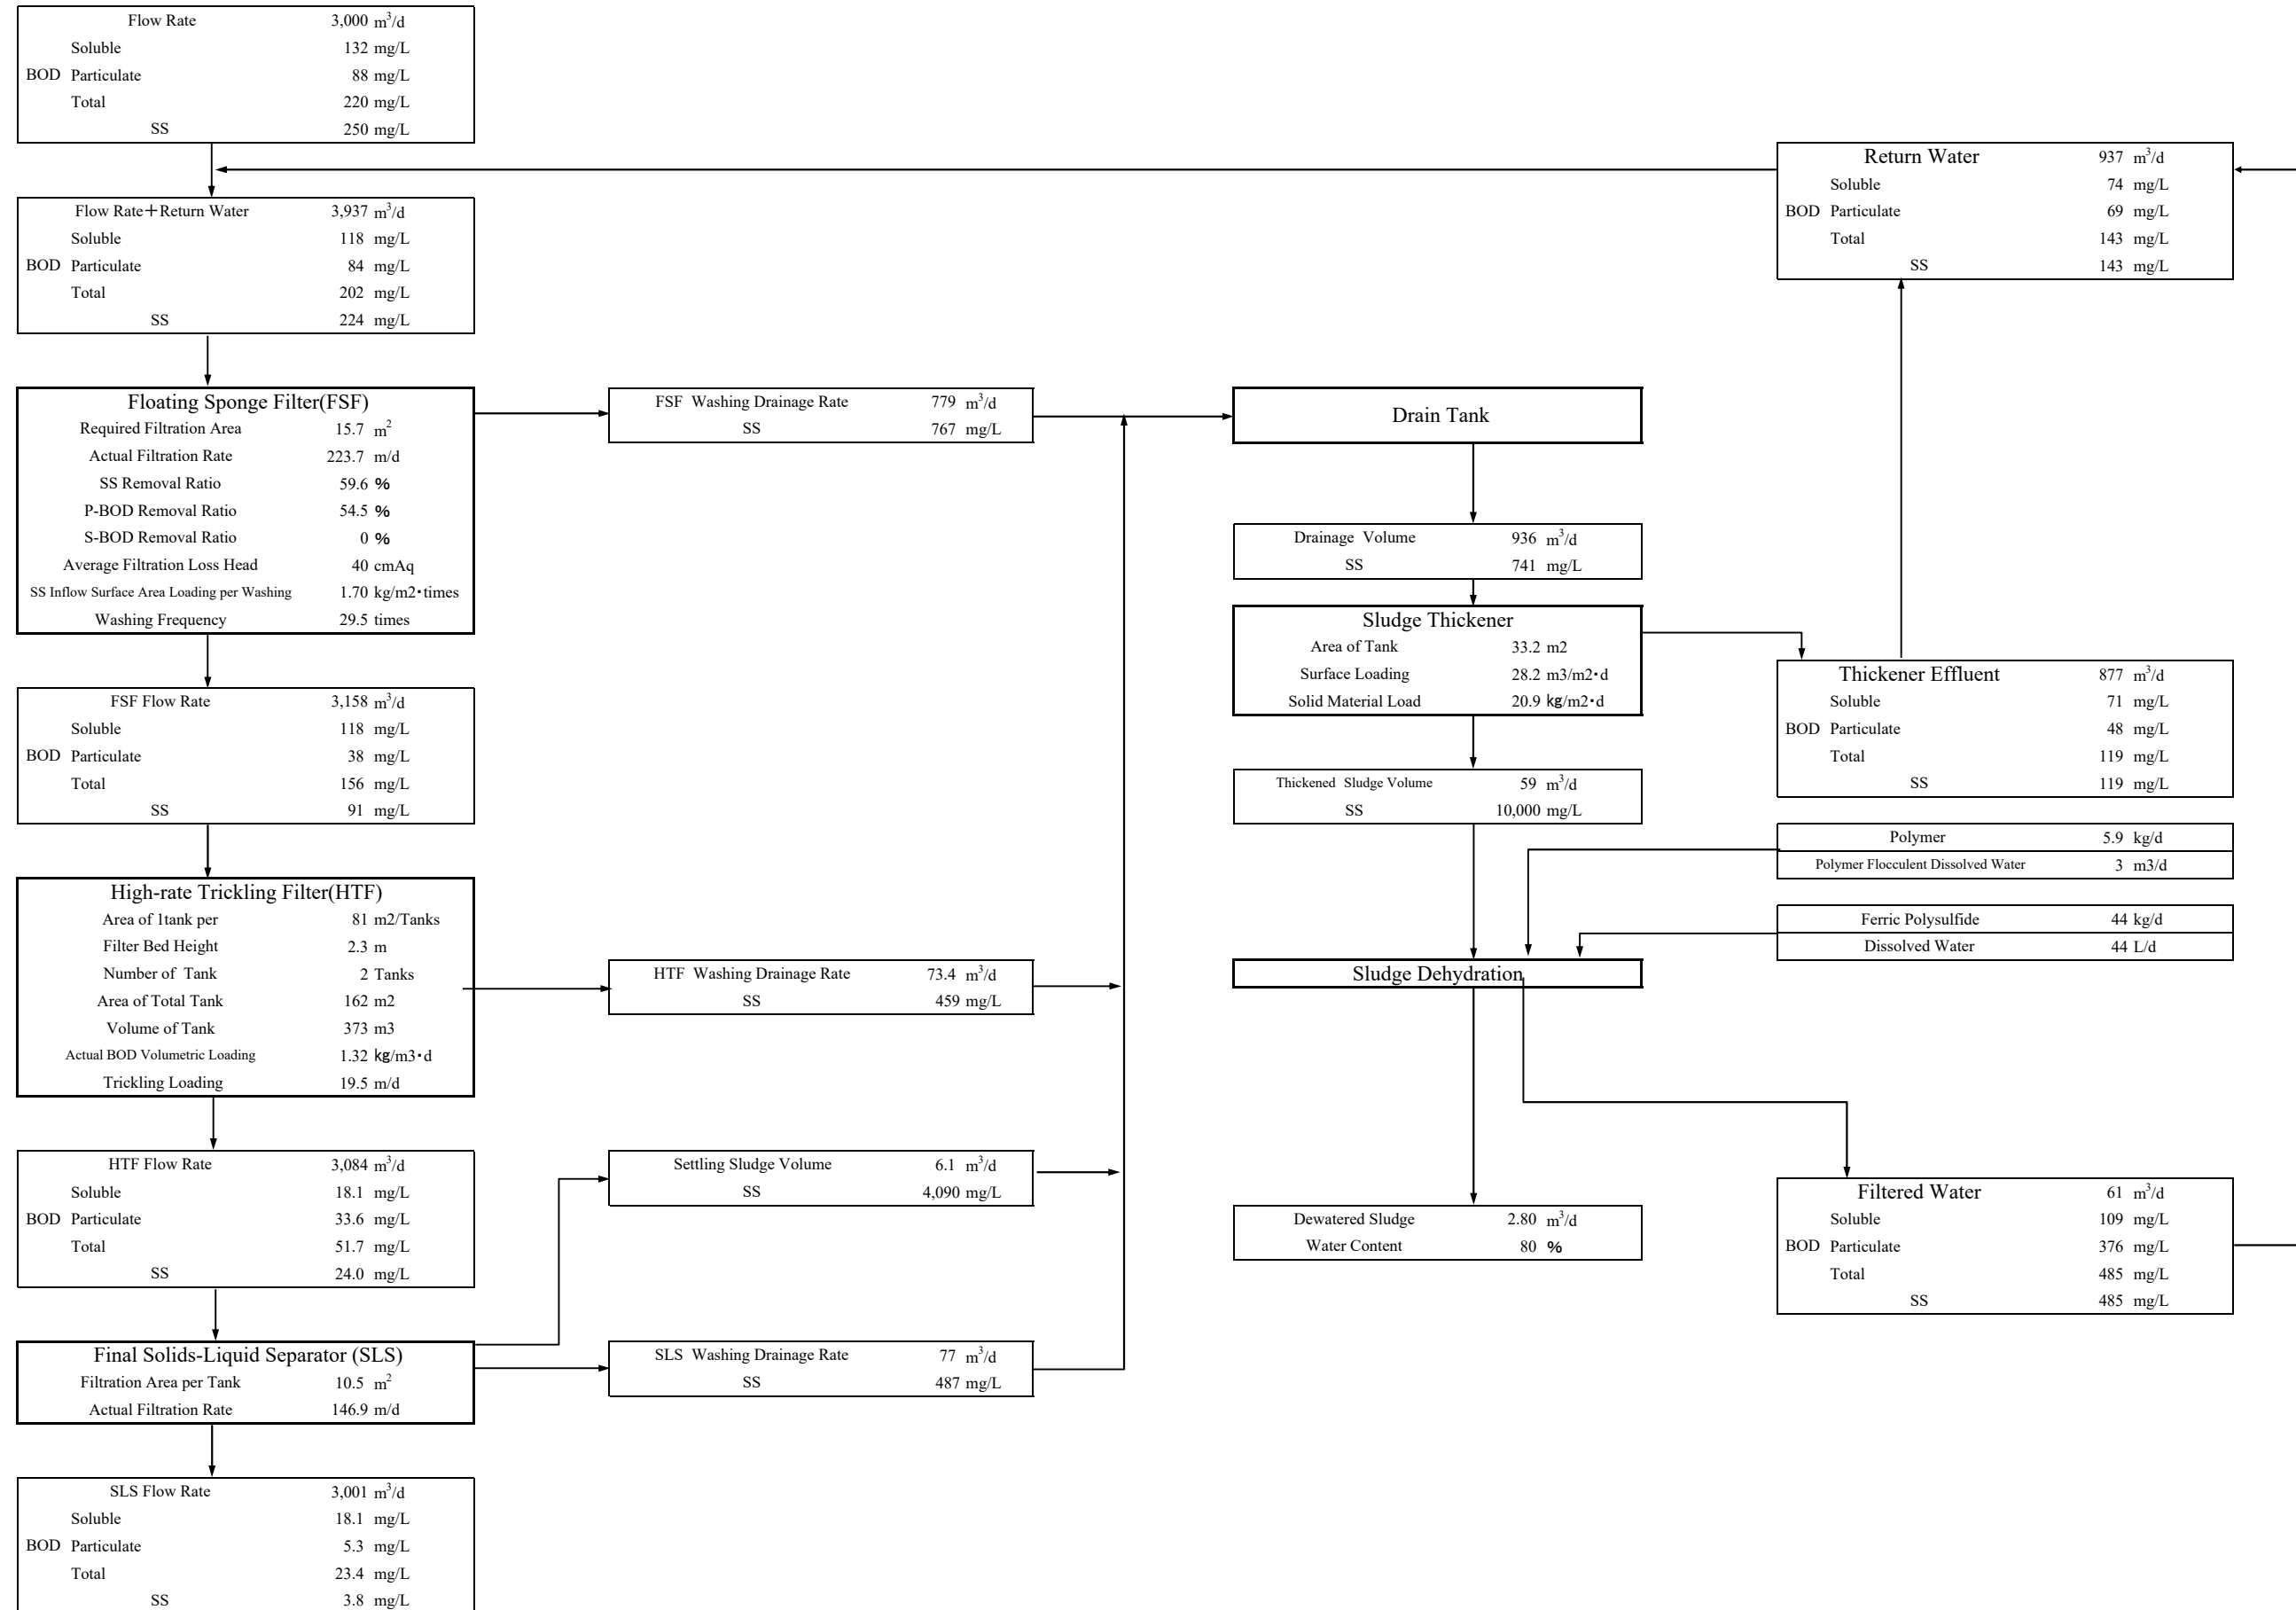 Flow Rate 3,000 m³/d
Soluble 132 mg/L
BOD Particulate 88 mg/L
Total 220 mg/L
SS 250 mg/L
Return Water 937 m³/d
Soluble 74 mg/L
BOD Particulate 69 mg/L
Total 143 mg/L
SS 143 mg/L
Flow Rate＋Return Water 3,937 m³/d
Soluble 118 mg/L
BOD Particulate 84 mg/L
Total 202 mg/L
SS 224 mg/L
Floating Sponge Filter(FSF)
Required Filtration Area 15.7 m²
Actual Filtration Rate 223.7 m/d
SS Removal Ratio 59.6 %
P-BOD Removal Ratio 54.5 %
S-BOD Removal Ratio 0 %
Average Filtration Loss Head 40 cmAq
SS Inflow Surface Area Loading per Washing 1.70 kg/m2・times
Washing Frequency 29.5 times
FSF Washing Drainage Rate 779 m³/d
SS 767 mg/L
Drain Tank
Drainage Volume 936 m³/d
SS 741 mg/L
Sludge Thickener
Area of Tank 33.2 m2
Surface Loading 28.2 m3/m2・d
Solid Material Load 20.9 kg/m2・d
Thickener Effluent 877 m³/d
Soluble 71 mg/L
BOD Particulate 48 mg/L
Total 119 mg/L
SS 119 mg/L
FSF Flow Rate 3,158 m³/d
Soluble 118 mg/L
BOD Particulate 38 mg/L
Total 156 mg/L
SS 91 mg/L
Thickened Sludge Volume 59 m³/d
SS 10,000 mg/L
Polymer 5.9 kg/d
Polymer Flocculent Dissolved Water 3 m3/d
Ferric Polysulfide 44 kg/d
Dissolved Water 44 L/d
High-rate Trickling Filter(HTF)
Area of 1tank per 81 m2/Tanks
Filter Bed Height 2.3 m
Number of Tank 2 Tanks
Area of Total Tank 162 m2
Volume of Tank 373 m3
Actual BOD Volumetric Loading 1.32 kg/m3・d
Trickling Loading 19.5 m/d
HTF Washing Drainage Rate 73.4 m³/d
SS 459 mg/L
Sludge Dehydration
HTF Flow Rate 3,084 m³/d
Soluble 18.1 mg/L
BOD Particulate 33.6 mg/L
Total 51.7 mg/L
SS 24.0 mg/L
Settling Sludge Volume 6.1 m³/d
SS 4,090 mg/L
Dewatered Sludge 2.80 m³/d
Water Content 80 %
Filtered Water 61 m³/d
Soluble 109 mg/L
BOD Particulate 376 mg/L
Total 485 mg/L
SS 485 mg/L
Final Solids-Liquid Separator (SLS)
Filtration Area per Tank 10.5 m²
Actual Filtration Rate 146.9 m/d
SLS Washing Drainage Rate 77 m³/d
SS 487 mg/L
SLS Flow Rate 3,001 m³/d
Soluble 18.1 mg/L
BOD Particulate 5.3 mg/L
Total 23.4 mg/L
SS 3.8 mg/L